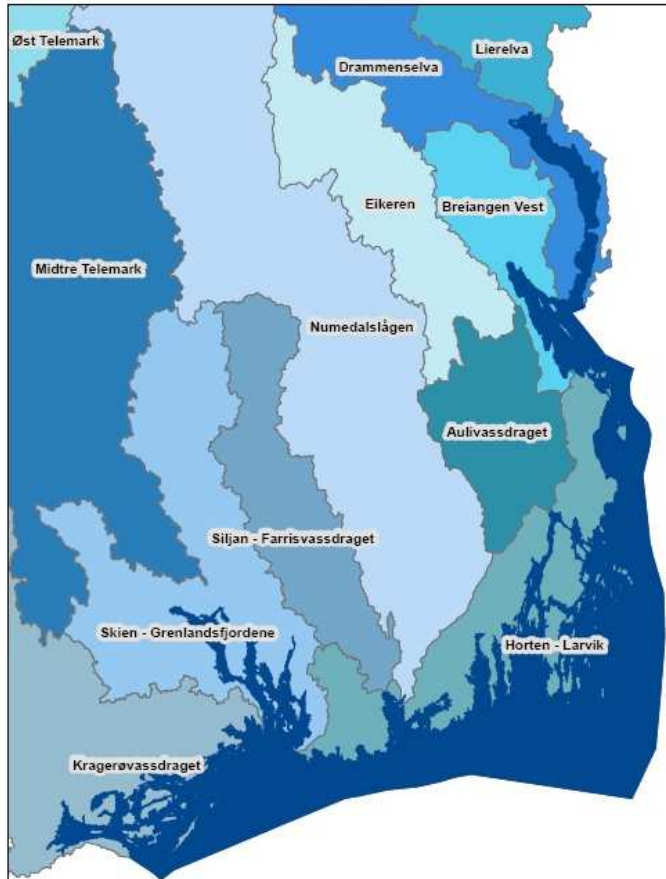 Øst Telemark
Lierelva
Drammenselva
Eikeren
Breiangen Vest
Midtre Telemark
Numedalslågen
Aulivassdraget
Siljan - Farrisvassdraget
Skien - Grenlandsfjordene
Horten - Larvik
Kragerøvassdraget